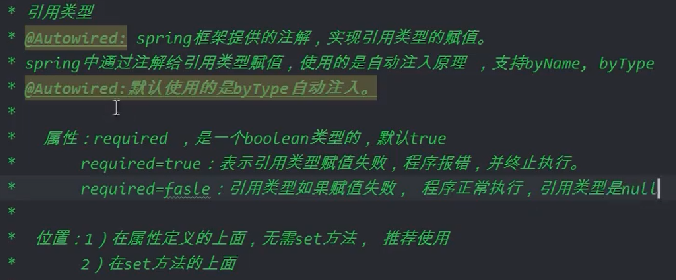 * 引用类型
* @Autowired: spring框架提供的注解，实现引用类型的赋值。
* spring中通过注解给引用类型赋值，使用的是自动注入原理 ，支持byName, byType
* @Autowired:默认使用的是byType自动注入。
*
* 属性：required ，是一个boolean类型的，默认true
* required=true：表示引用类型赋值失败，程序报错，并终止执行。
* required=fasle：引用类型如果赋值失败， 程序正常执行，引用类型是null
*
* 位置：1）在属性定义的上面，无需set方法， 推荐使用
* 2）在set方法的上面